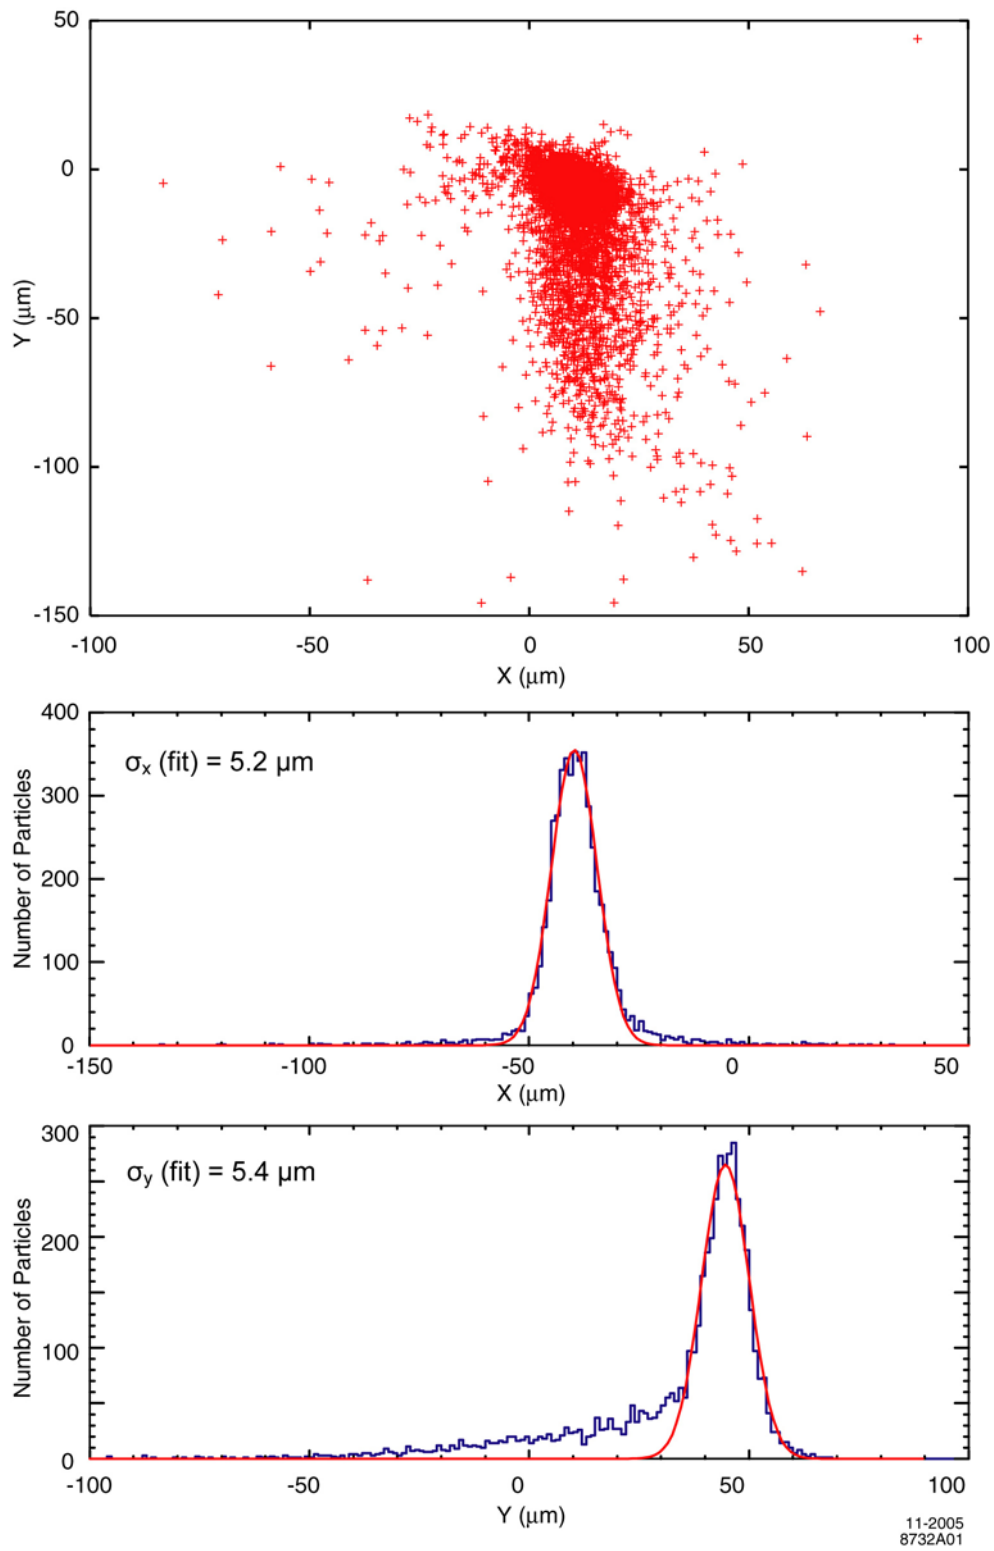 50
0
-50
-100
-150
Y (μm)
-100 -50 0 50 100
X (μm)
400
300
200
100
0
Number of Particles
σx (fit) = 5.2 μm
-150 -100 -50 0 50
X (μm)
300
200
100
0
Number of Particles
σy (fit) = 5.4 μm
-100 -50 0 50 100
Y (μm)
11-2005
8732A01